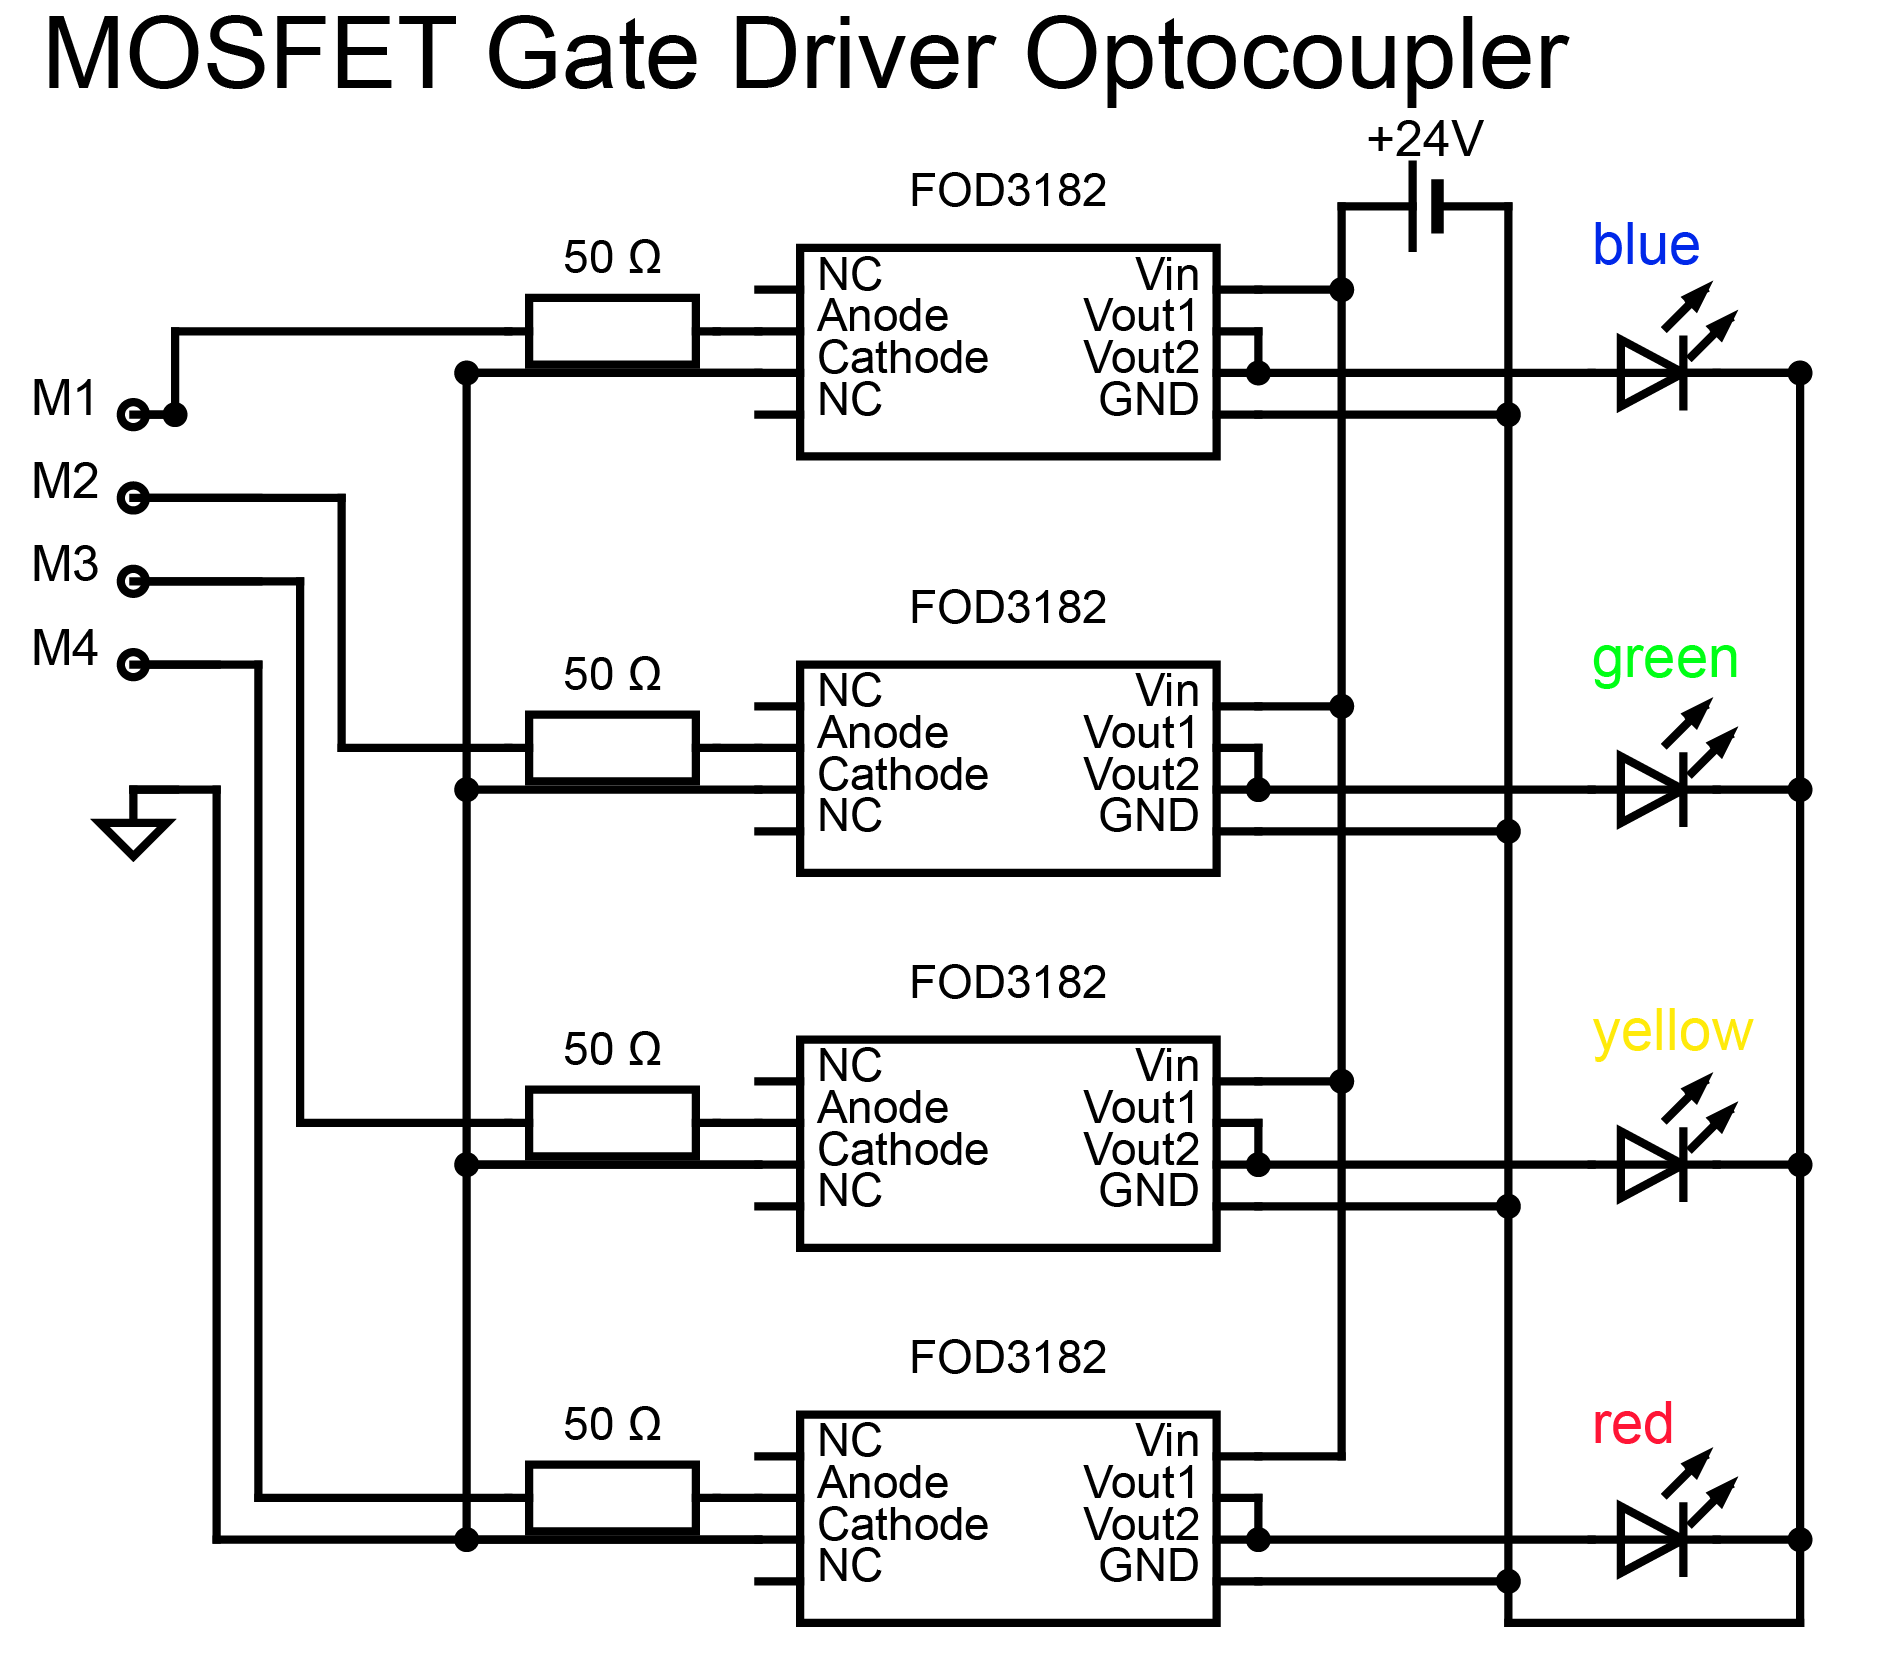 MOSFET Gate Driver Optocoupler
+24V
FOD3182
50 Ω
NC
Anode
Cathode
NC
Vin
Vout1
Vout2
GND
blue
M1
M2
M3
M4
FOD3182
50 Ω
NC
Anode
Cathode
NC
Vin
Vout1
Vout2
GND
green
FOD3182
50 Ω
NC
Anode
Cathode
NC
Vin
Vout1
Vout2
GND
yellow
FOD3182
50 Ω
NC
Anode
Cathode
NC
Vin
Vout1
Vout2
GND
red